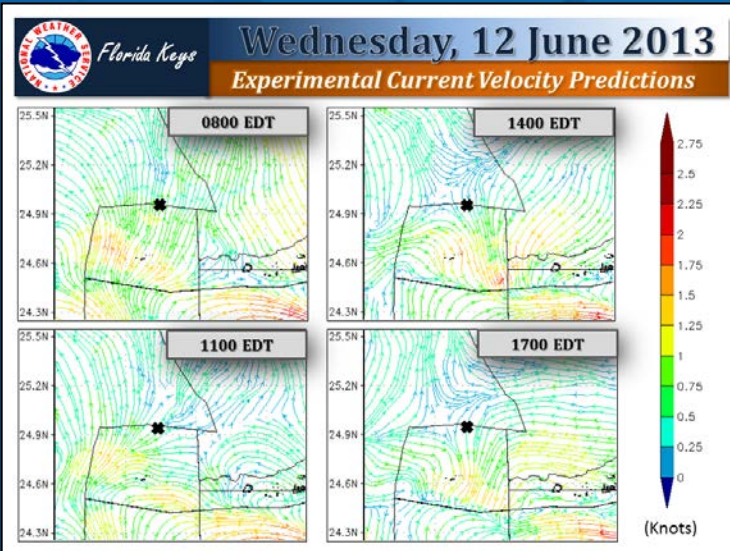 NATIONAL WEATHER SERVICE
Florida Keys
Wednesday, 12 June 2013
Experimental Current Velocity Predictions
0800 EDT
25.5N
25.2N
24.9N
24.6N
24.3N
1400 EDT
25.5N
25.2N
24.9N
24.6N
24.3N
1100 EDT
25.5N
25.2N
24.9N
24.6N
24.3N
1700 EDT
25.5N
25.2N
24.9N
24.6N
24.3N
2.75
2.5
2.25
2
1.75
1.5
1.25
1
0.75
0.5
0.25
0
(Knots)